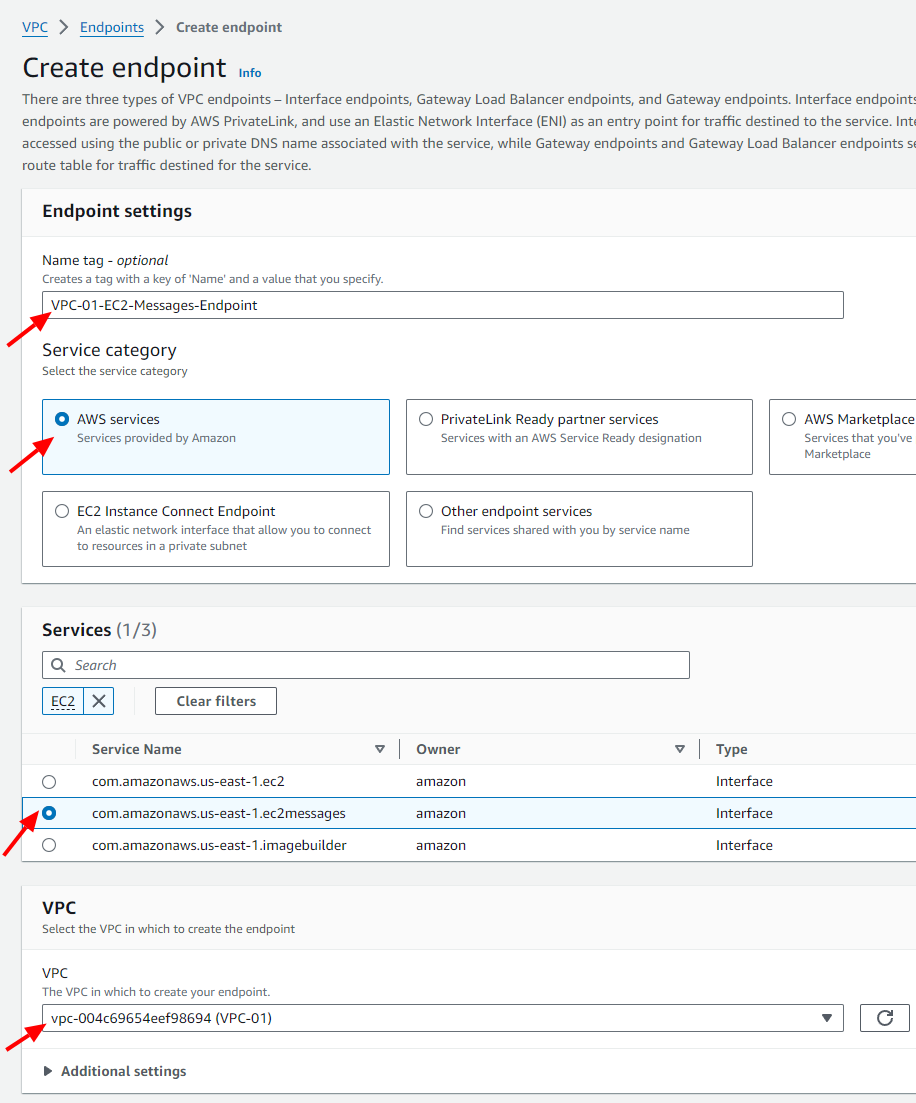 VPC > Endpoints > Create endpoint
Create endpoint Info
There are three types of VPC endpoints – Interface endpoints, Gateway Load Balancer endpoints, and Gateway endpoints. Interface endpoints
endpoints are powered by AWS PrivateLink, and use an Elastic Network Interface (ENI) as an entry point for traffic destined to the service. Inte
accessed using the public or private DNS name associated with the service, while Gateway endpoints and Gateway Load Balancer endpoints se
route table for traffic destined for the service.
Endpoint settings
Name tag - optional
Creates a tag with a key of 'Name' and a value that you specify.
VPC-01-EC2-Messages-Endpoint
Service category
Select the service category
AWS services
Services provided by Amazon
PrivateLink Ready partner services
Services with an AWS Service Ready designation
AWS Marketplace
Services that you've
Marketplace
EC2 Instance Connect Endpoint
An elastic network interface that allow you to connect
to resources in a private subnet
Other endpoint services
Find services shared with you by service name
Services (1/3)
Search
EC2
Clear filters
Service Name Owner Type
com.amazonaws.us-east-1.ec2 amazon Interface
com.amazonaws.us-east-1.ec2messages amazon Interface
com.amazonaws.us-east-1.imagebuilder amazon Interface
VPC
Select the VPC in which to create the endpoint
VPC
The VPC in which to create your endpoint.
vpc-004c69654eef98694 (VPC-01)
Additional settings